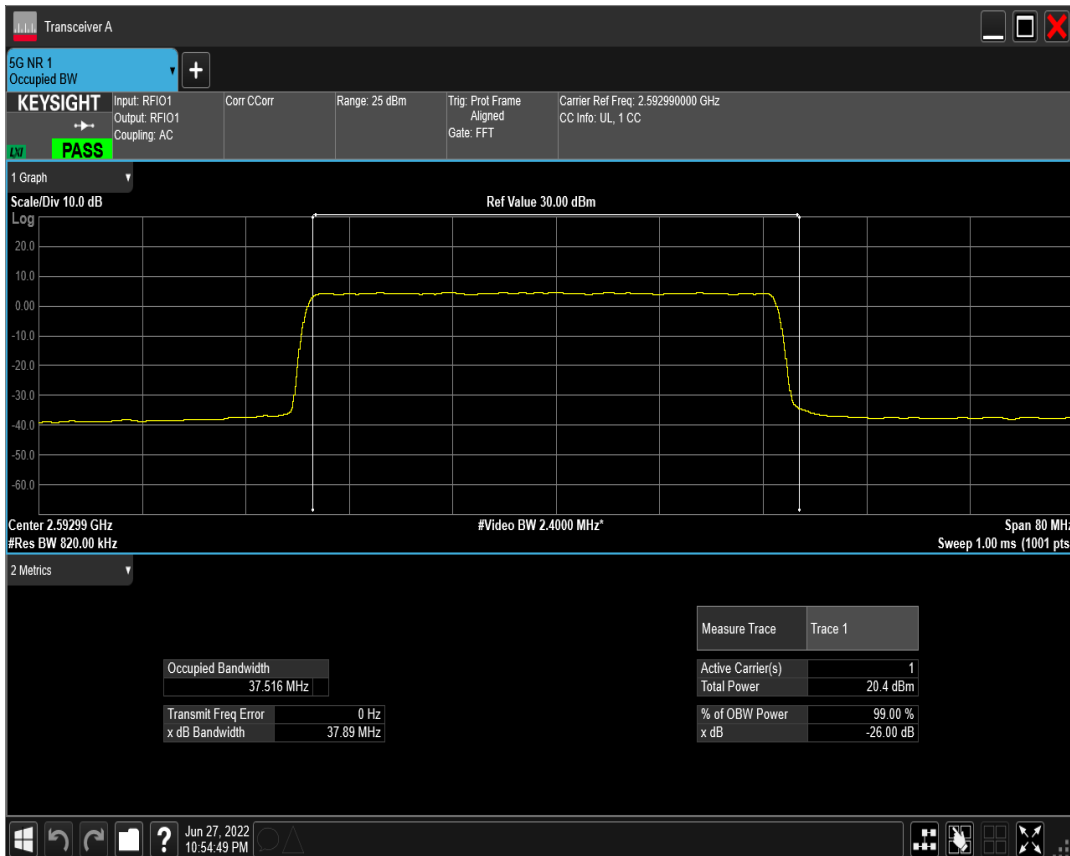 Transceiver A
5G NR 1
Occupied BW
KEYSIGHT
LXI
PASS
Input: RFIO1
Output: RFIO1
Coupling: AC
Corr CCorr
Range: 25 dBm
Trig: Prot Frame
Aligned
Gate: FFT
Carrier Ref Freq: 2.592990000 GHz
CC Info: UL, 1 CC
1 Graph
Scale/Div 10.0 dB
Ref Value 30.00 dBm
Log
20.0
10.0
0.00
-10.0
-20.0
-30.0
-40.0
-50.0
-60.0
Center 2.59299 GHz
#Video BW 2.4000 MHz*
Span 80 MHz
#Res BW 820.00 kHz
Sweep 1.00 ms (1001 pts
2 Metrics
Measure Trace
Trace 1
Occupied Bandwidth
37.516 MHz
Active Carrier(s) 1
Total Power 20.4 dBm
Transmit Freq Error 0 Hz
x dB Bandwidth 37.89 MHz
% of OBW Power 99.00 %
x dB -26.00 dB
?
Jun 27, 2022
10:54:49 PM